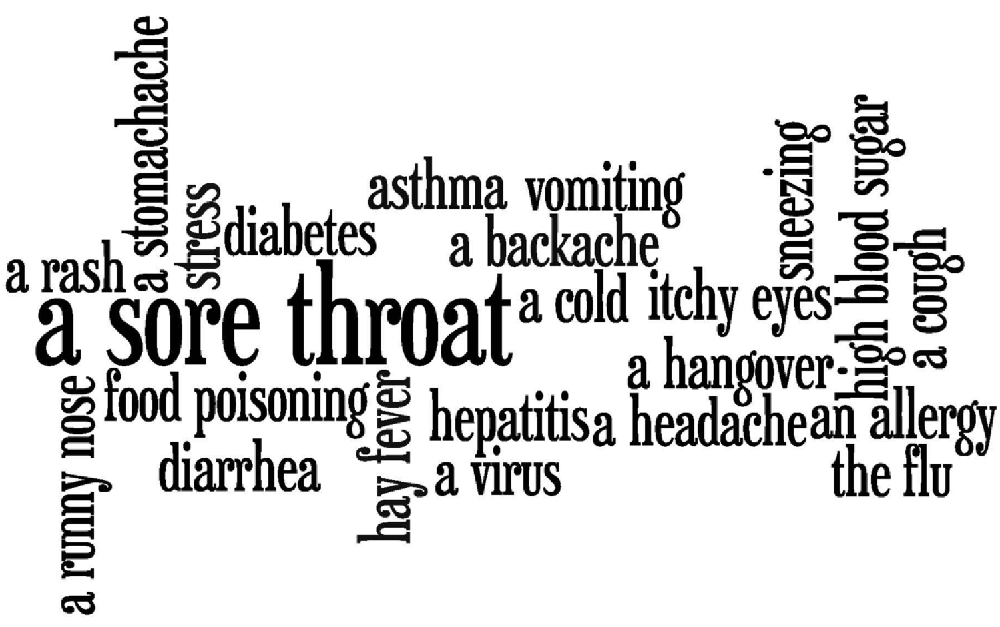 a stomachache
sneezing
high blood sugar
asthma
vomiting
stress
diabetes
a backache
a cough
a rash
a sore throat
a cold
itchy eyes
a hangover
a runny nose
food poisoning
hay fever
hepatitis
a headache
an allergy
diarrhea
a virus
the flu